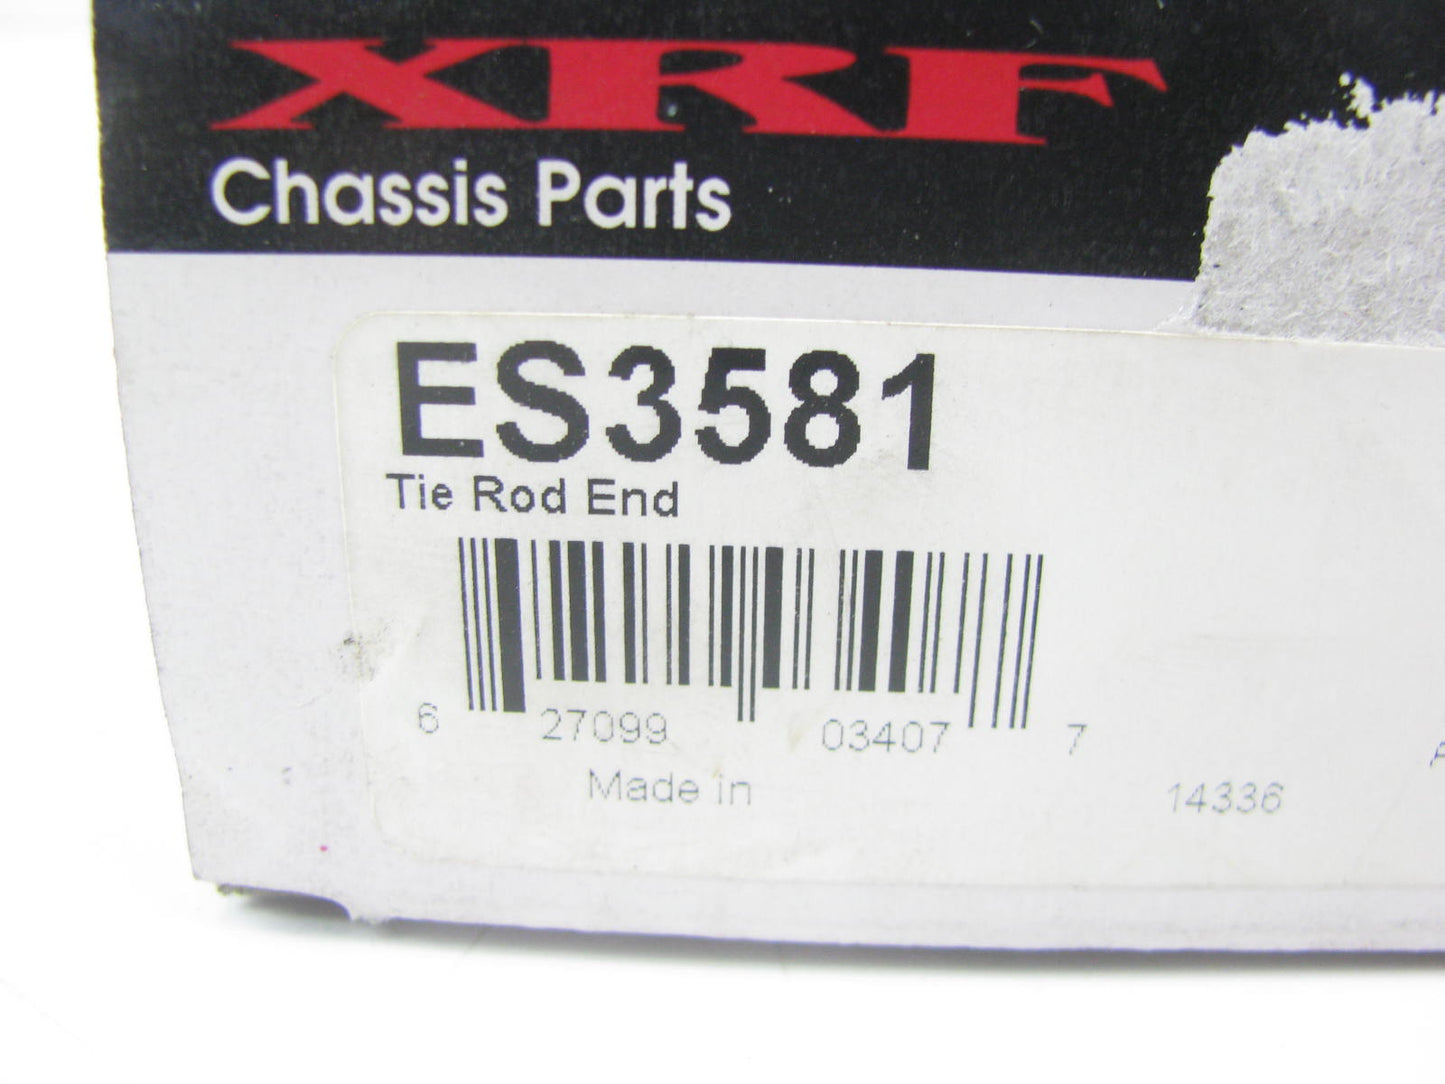 XRF
Chassis Parts
ES3581
Tie Rod End
6 27099 03407 7
Made in
14336